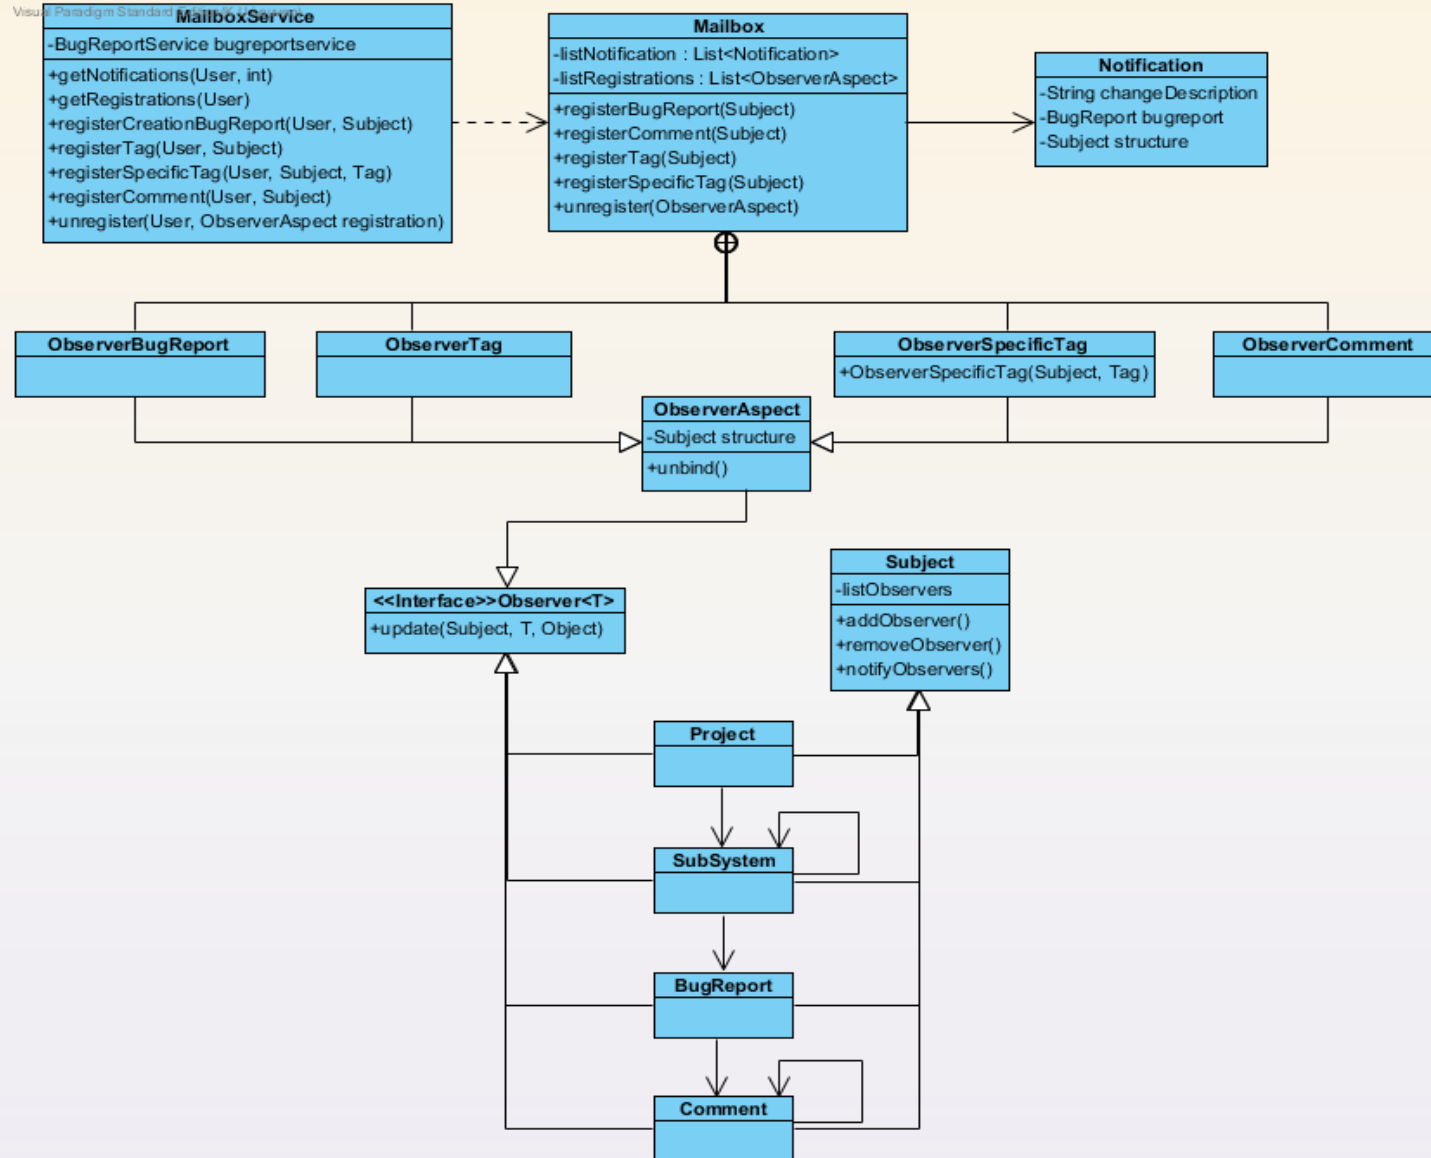 Visual Paradigm Standard
MailboxService
-BugReportService bugreportservice
+getNotifications(User, int)
+getRegistrations(User)
+registerCreationBugReport(User, Subject)
+registerTag(User, Subject)
+registerSpecificTag(User, Subject, Tag)
+registerComment(User, Subject)
+unregister(User, ObserverAspect registration)
Mailbox
-listNotification : List<Notification>
-listRegistrations : List<ObserverAspect>
+registerBugReport(Subject)
+registerComment(Subject)
+registerTag(Subject)
+registerSpecificTag(Subject)
+unregister(ObserverAspect)
Notification
-String changeDescription
-BugReport bugreport
-Subject structure
ObserverBugReport
ObserverTag
ObserverSpecificTag
+ObserverSpecificTag(Subject, Tag)
ObserverComment
ObserverAspect
-Subject structure
+unbind()
<<Interface>>Observer<T>
+update(Subject, T, Object)
Subject
-listObservers
+addObserver()
+removeObserver()
+notifyObservers()
Project
SubSystem
BugReport
Comment